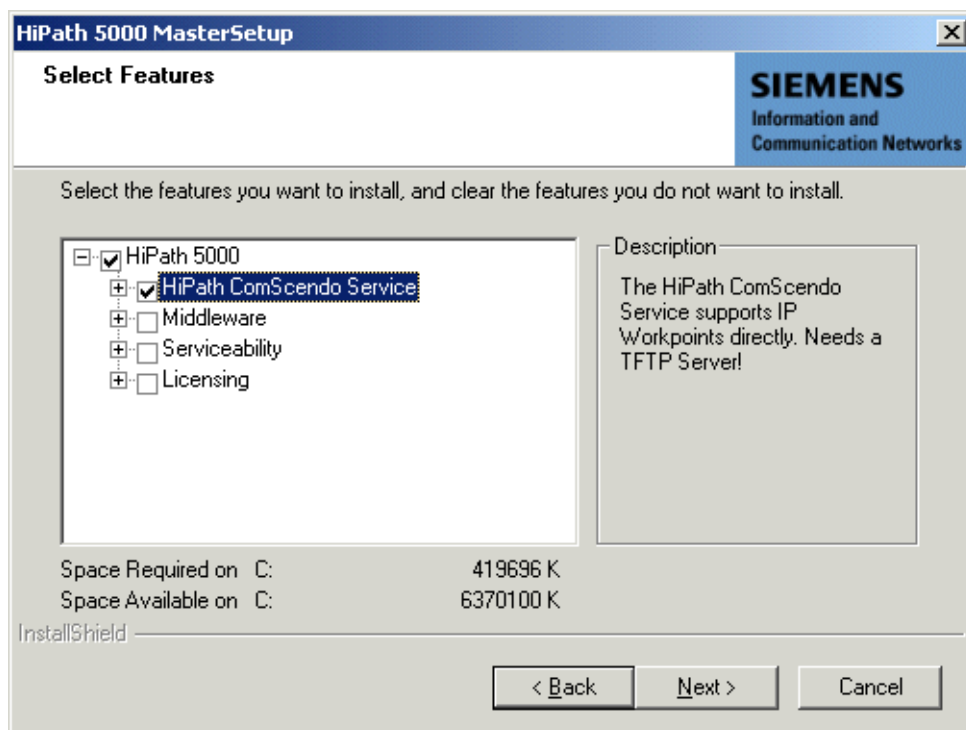 HiPath 5000 MasterSetup
Select Features
SIEMENS
Information and
Communication Networks
Select the features you want to install, and clear the features you do not want to install.
HiPath 5000
HiPath ComScendo Service
Middleware
Serviceability
Licensing
Description
The HiPath ComScendo
Service supports IP
Workpoints directly. Needs a
TFTP Server!
Space Required on C: 419696 K
Space Available on C: 6370100 K
InstallShield
< Back Next > Cancel